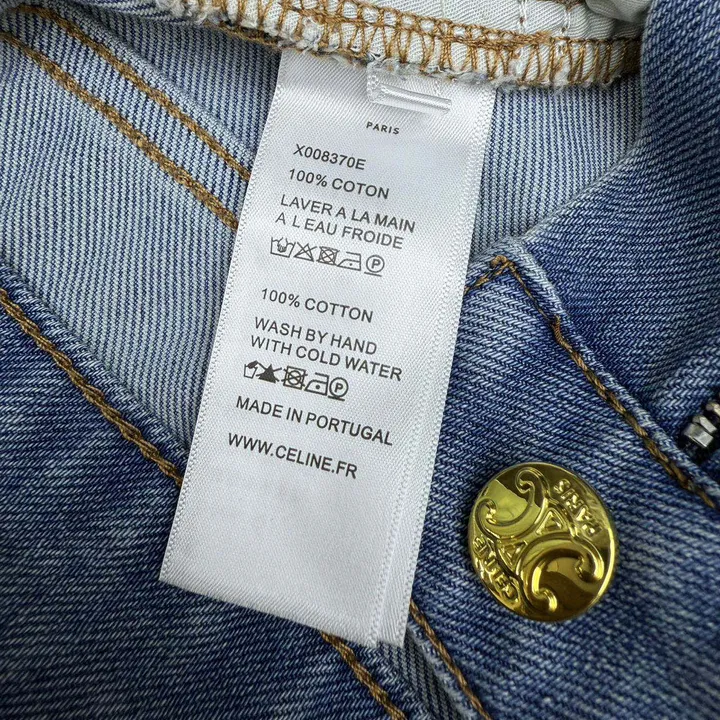 PARIS
X008370E
100% COTON
LAVER A LA MAIN
A L EAU FROIDE
100% COTTON
WASH BY HAND
WITH COLD WATER
MADE IN PORTUGAL
WWW.CELINE.FR
CELINE
PARIS